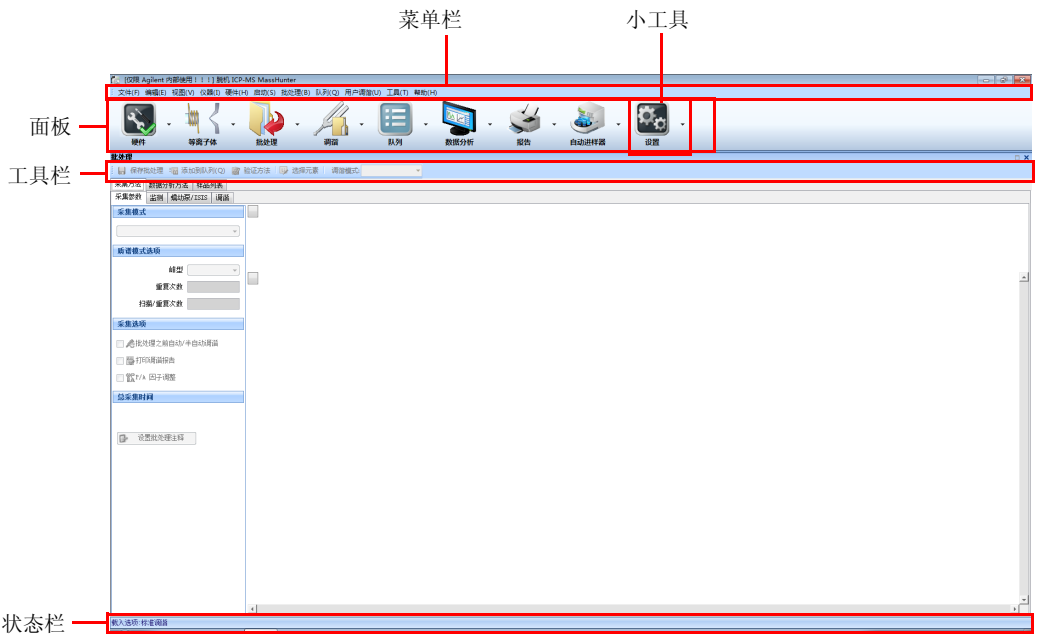 菜单栏
小工具
[仅限 Agilent 内部使用！！！] 脱机 ICP-MS MassHunter
文件(F) 编辑(E) 视图(V) 仪器(I) 硬件(H) 启动(S) 批处理(B) 队列(Q) 用户调谐(U) 工具(T) 帮助(H)
面板
硬件 等离子体 批处理 调谐 队列 数据分析 报告 自动进样器 设置
批处理
工具栏
保存批处理 添加到队列(Q) 验证方法 选择元素 调谐模式:
采集方法 数据分析方法 样品列表
采集参数 监测 蠕动泵/ISIS 调谐
采集模式
质谱模式选项
峰型
重复次数
扫描/重复次数
采集选项
批处理之前自动/半自动调谐
打印调谐报告
P/A 因子调整
总采集时间
设置批处理注释
状态栏
载入选项:标准调谐